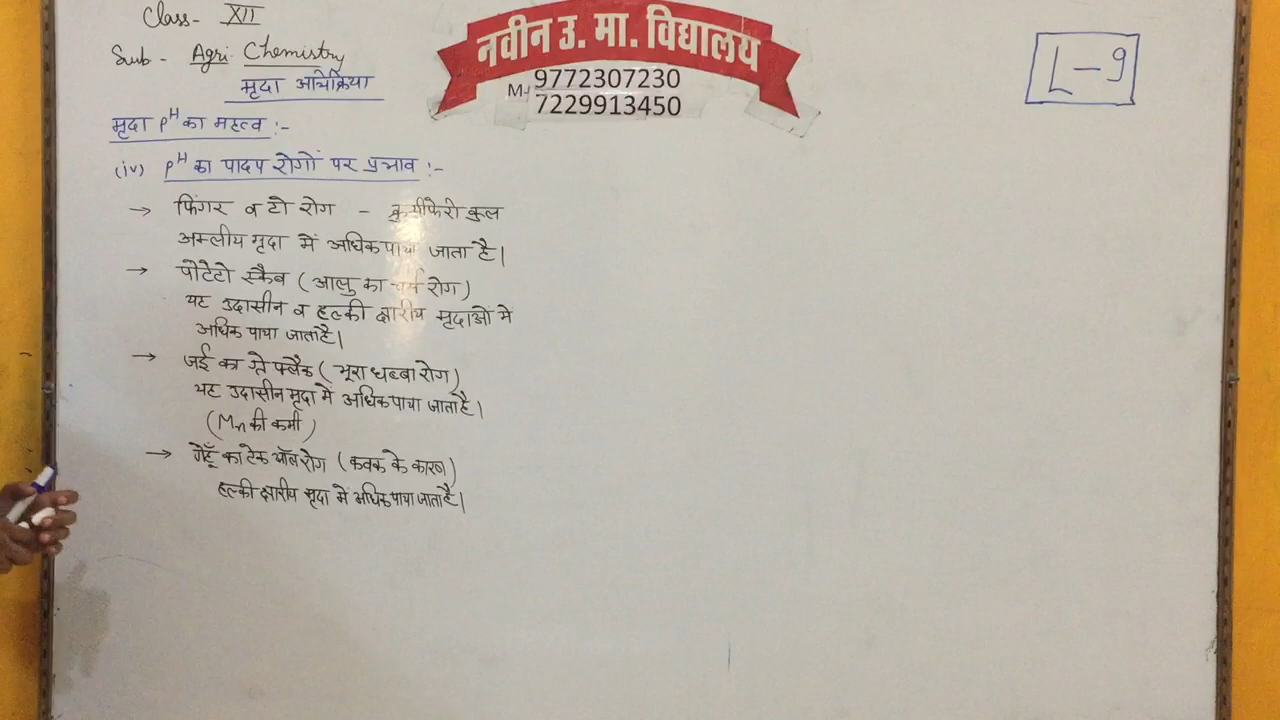 Class- XII
Sub- Agri Chemistry
मृदा अभिक्रिया
नवीन उ. मा. विद्यालय
M- 9772307230
7229913450
L-9
मृदा pH का महत्व :-
(iv) pH का पादप रोगों पर प्रभाव :-
→ फिंगर व टो रोग - क्रुसीफेरी कुल
अम्लीय मृदा में अधिक पाया जाता है।
→ पोटेटो स्कैब (आलु का चर्म रोग)
यह उदासीन व हल्की क्षारीय मृदाओं मे
अधिक पाया जाता है।
→ जई का ग्रे फ्लैक (भूरा धब्बा रोग)
यह उदासीन मृदा मे अधिक पाया जाता है।
(Mn की कमी)
→ गेहूँ का टेक ऑल रोग (कवक के कारण)
हल्की क्षारीय मृदा में अधिक पाया जाता है।